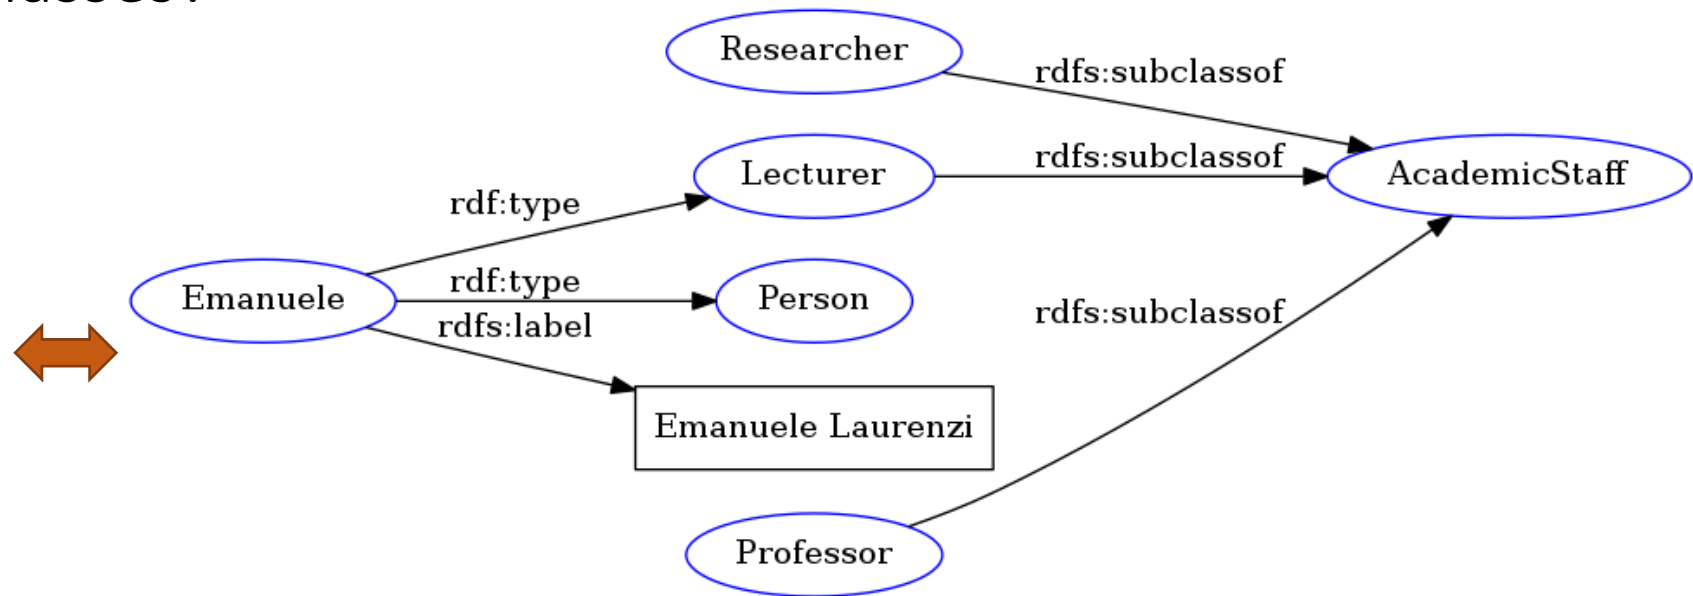 Researcher
rdfs:subclassof
rdfs:subclassof
Lecturer
AcademicStaff
rdf:type
rdf:type
Emanuele
Person
rdfs:subclassof
rdfs:label
Emanuele Laurenzi
Professor